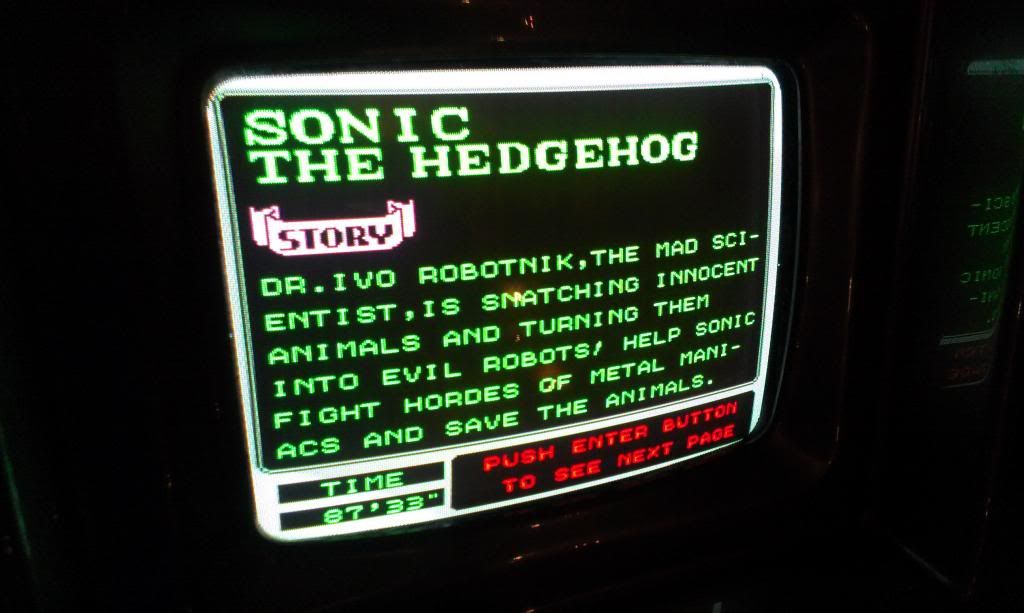 SONIC
THE HEDGEHOG
STORY
DR.IVO ROBOTNIK,THE MAD SCI-
ENTIST,IS SNATCHING INNOCENT
ANIMALS AND TURNING THEM
INTO EVIL ROBOTS! HELP SONIC
FIGHT HORDES OF METAL MANI-
ACS AND SAVE THE ANIMALS.
TIME
87'33"
PUSH ENTER BUTTON
TO SEE NEXT PAGE